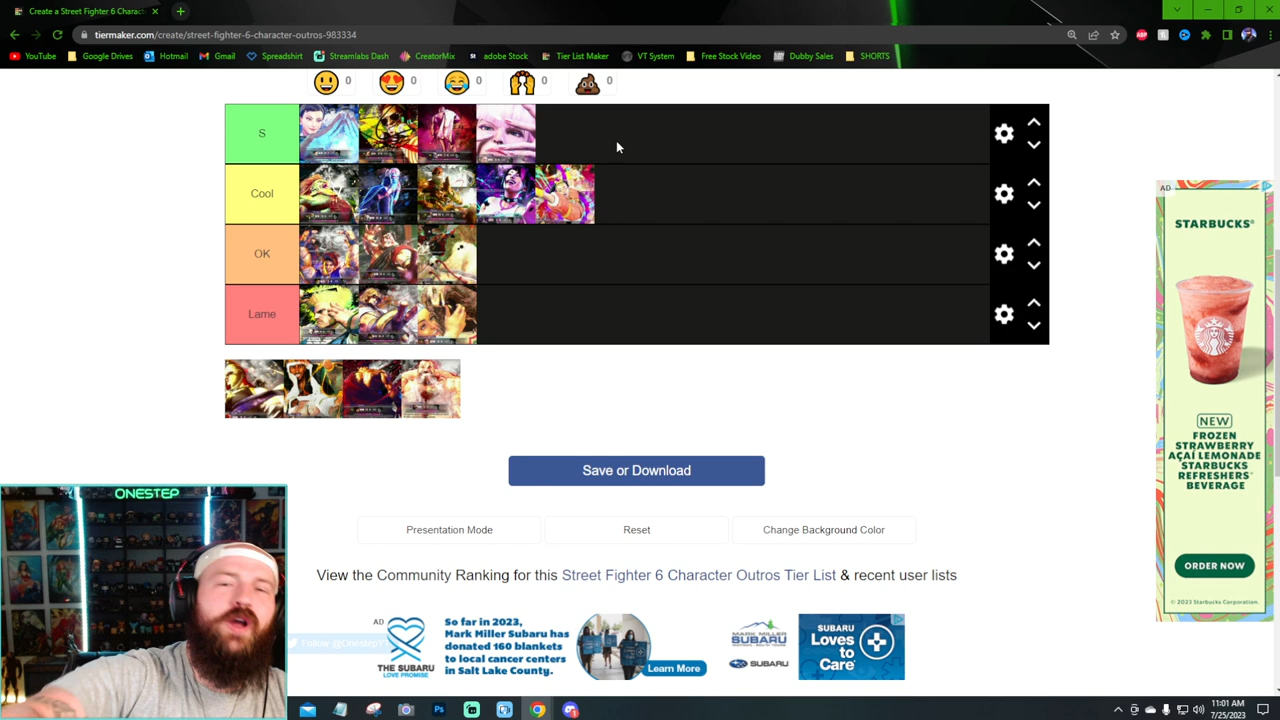 Create a Street Fighter 6 Charact
tiermaker.com/create/street-fighter-6-character-outros-983334
YouTube
Google Drives
Hotmail
Gmail
Spreadshirt
Streamlabs Dash
CreatorMix
adobe Stock
Tier List Maker
VT System
Free Stock Video
Dubby Sales
SHORTS
0
0
0
0
0
S
Cool
OK
Lame
Save or Download
Presentation Mode
Reset
Change Background Color
View the Community Ranking for this Street Fighter 6 Character Outros Tier List & recent user lists
AD
THE SUBARU
LOVE PROMISE
So far in 2023,
Mark Miller Subaru has
donated 160 blankets
to local cancer centers
in Salt Lake County.
Learn More
MARK MILLER
SUBARU
SUBARU
SUBARU
Loves
to
Care
AD
STARBUCKS®
NEW
FROZEN
STRAWBERRY
AÇAÍ LEMONADE
STARBUCKS
REFRESHERS®
BEVERAGE
ORDER NOW
© 2023 Starbucks Corporation.
ONESTEP
11:01 AM
7/25/2023